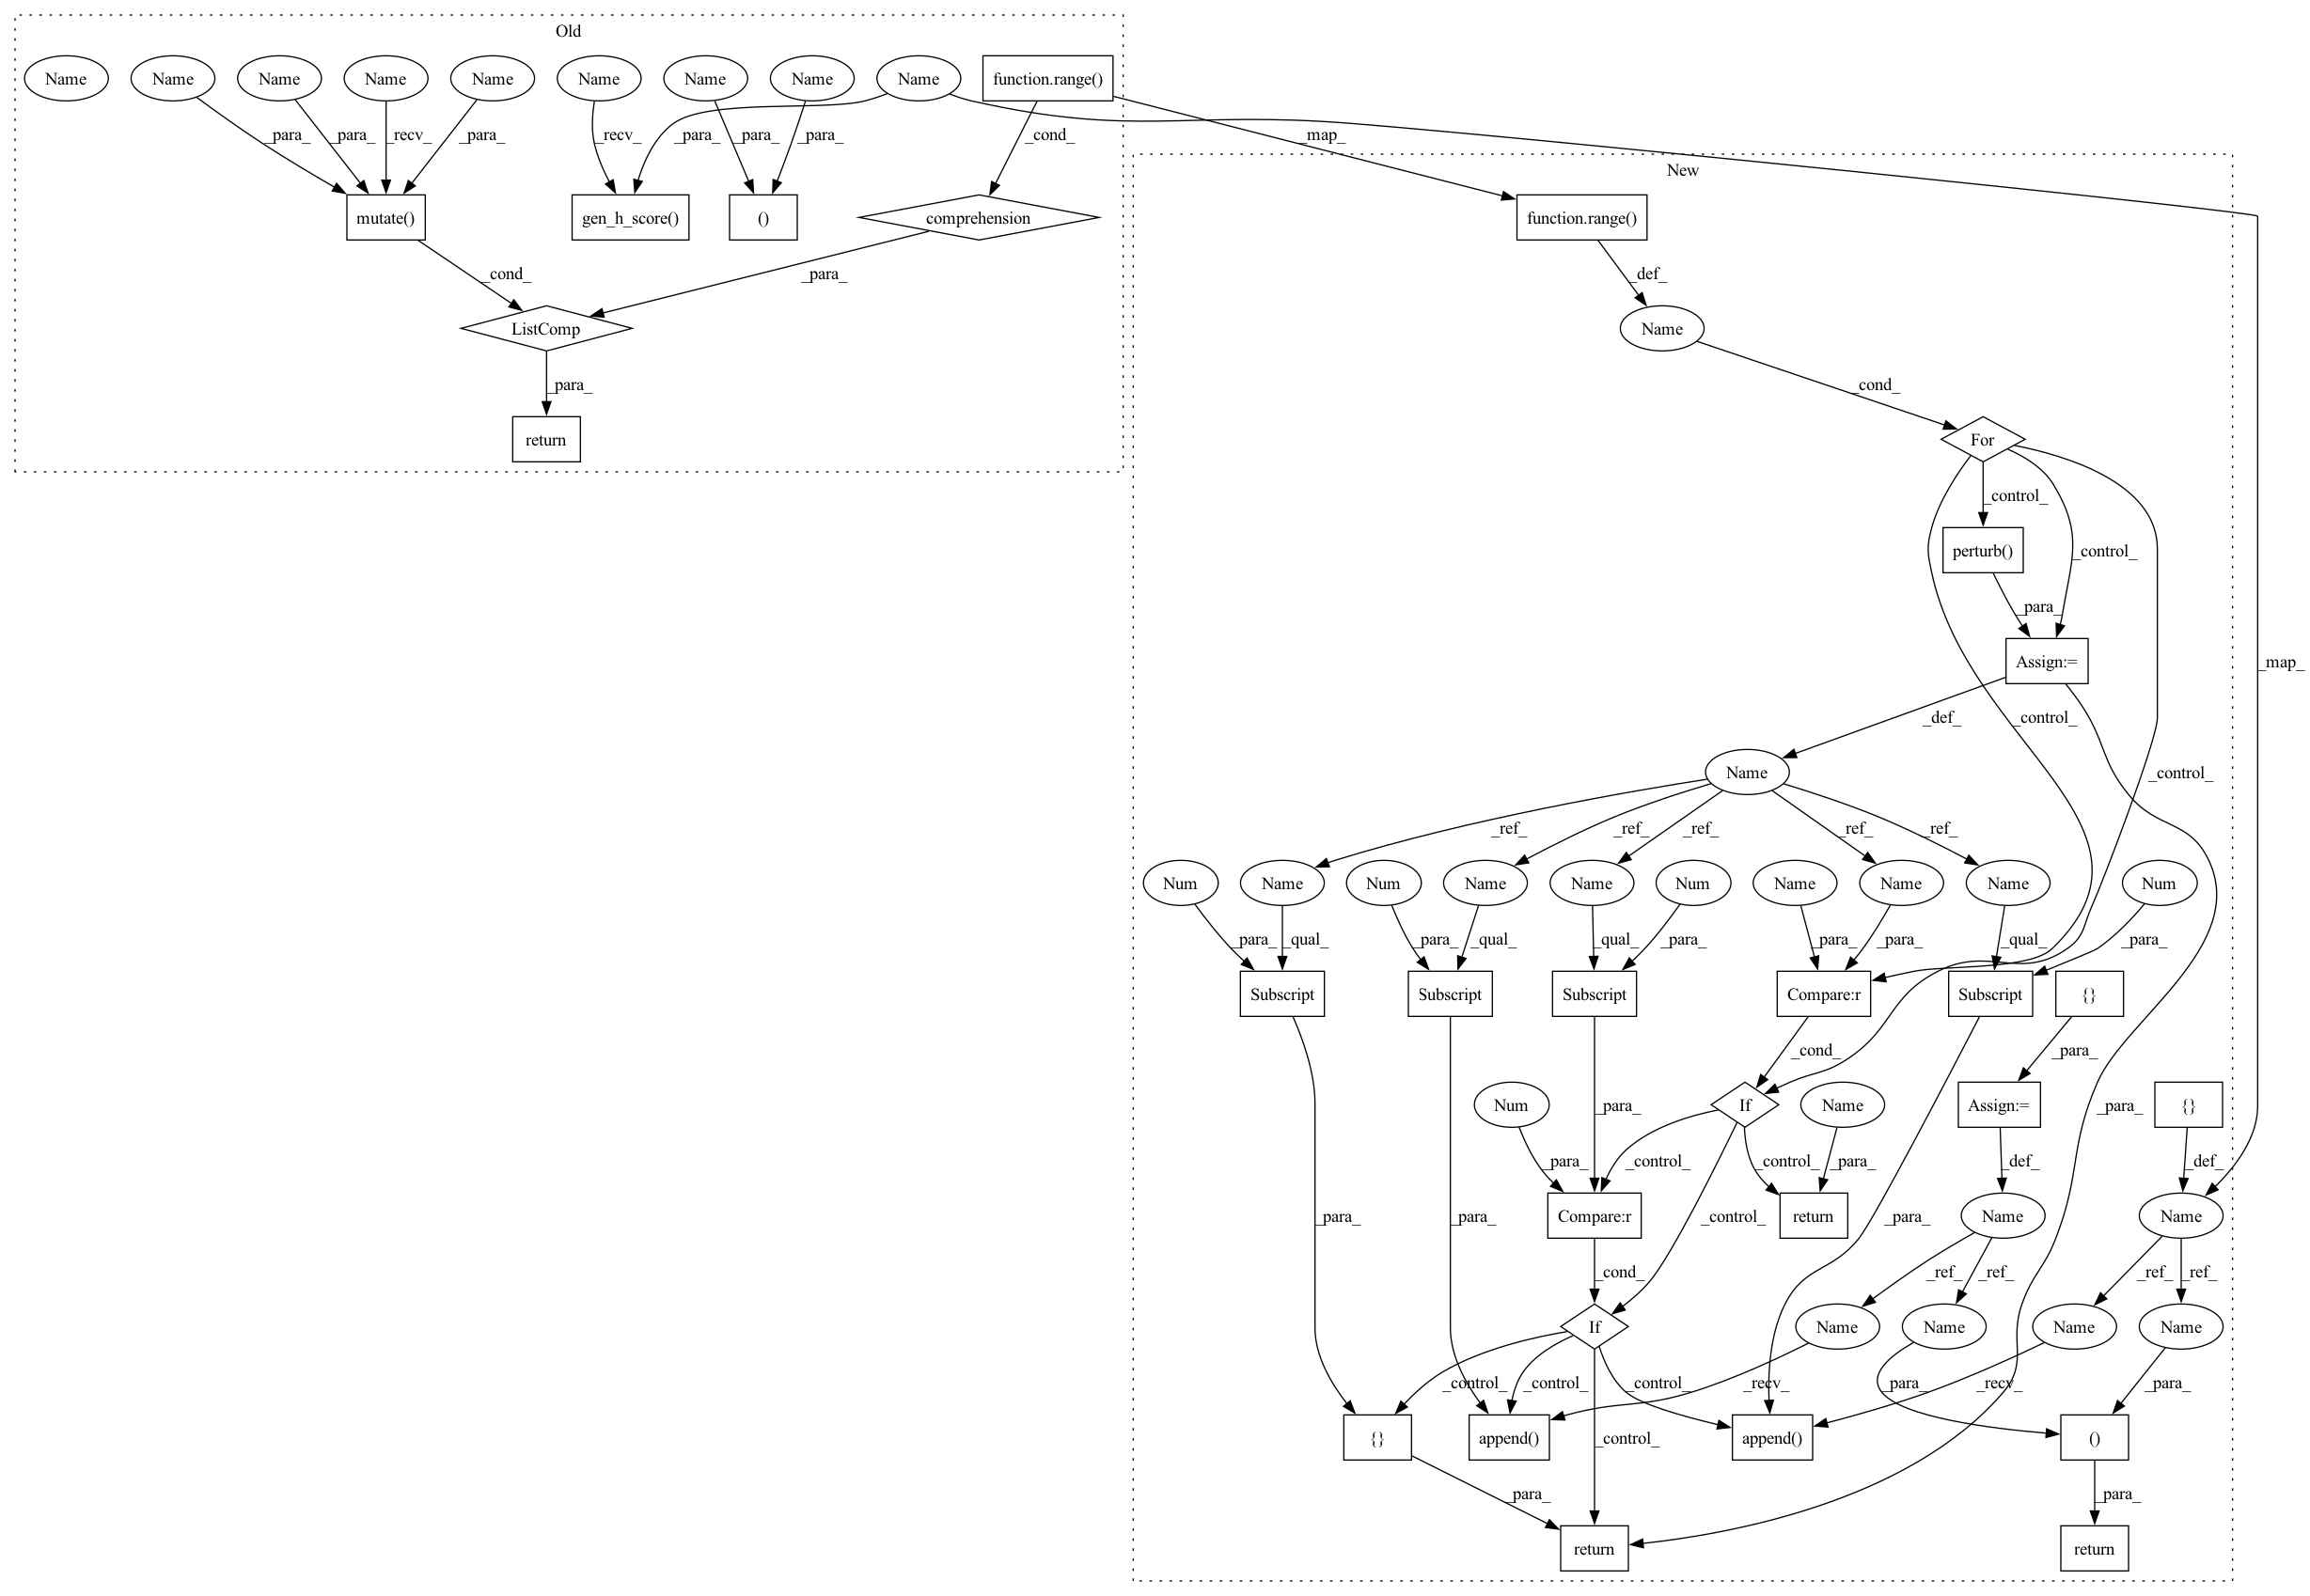 Old
Name Name Name Name Name Name Name Name Name function.range()
_para_ _para_ _recv_ _para_ _recv_ _para_ _para_ _para_ _cond_ _map_
New
mutate() gen_h_score() () comprehension function.range()
_cond_ _para_ _def_
ListComp Name
_para_ _cond_
return For
_control_
perturb() _control_
_para_
Assign:= _map_
_def_ _control_
Name _control_
_ref_ _ref_ _ref_ _ref_ _ref_
Num Name Num Name Name Num Name Name Name Num
_para_ _qual_ _para_ _qual_ _qual_ _para_ _para_ _para_ _qual_ _para_
Subscript Subscript Subscript Compare:r Subscript {}
_cond_ _para_
Num If Name Assign:= {}
_para_ _para_ _control_ _control_ _para_ _def_ _para_ _def_
Compare:r return Name Name
_para_ _para_ _control_ _para_
_cond_ _ref_ _ref_ _ref_ _ref_
If Name Name Name Name
_control_ _control_ _control_ _recv_ _para_ _recv_ _para_
{} append() append() ()
_para_ _control_ _para_
return return